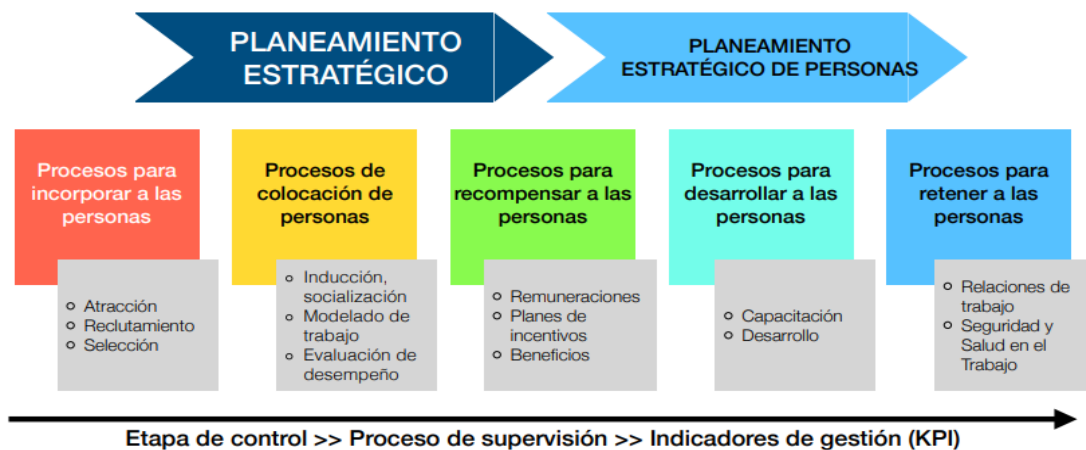 PLANEAMIENTO
ESTRATÉGICO
PLANEAMIENTO
ESTRATÉGICO DE PERSONAS
Procesos para
incorporar a las
personas
Procesos de
colocación de
personas
Procesos para
recompensar a las
personas
Procesos para
desarrollar a las
personas
Procesos para
retener a las
personas
Atracción
Reclutamiento
Selección
Inducción,
socialización
Modelado de
trabajo
Evaluación de
desempeño
Remuneraciones
Planes de
incentivos
Beneficios
Capacitación
Desarrollo
Relaciones de
trabajo
Seguridad y
Salud en el
Trabajo
Etapa de control >> Proceso de supervisión >> Indicadores de gestión (KPI)